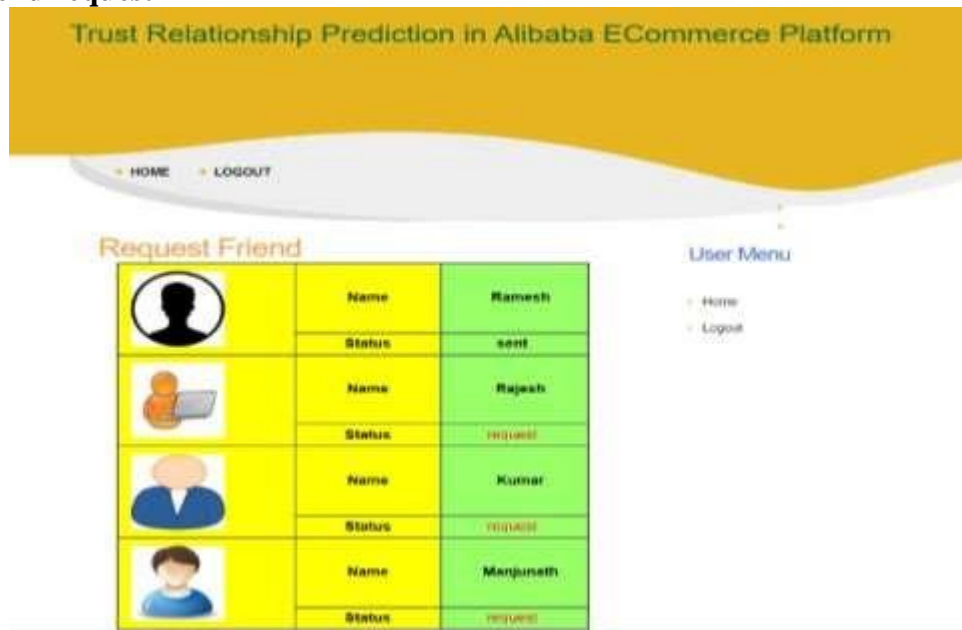 Trust Relationship Prediction in Alibaba ECommerce Platform
HOME LOGOUT
Request Friend
Name Ramesh
Status sent
Name Rajesh
Status request
Name Kumar
Status request
Name Manjunath
Status request
User Menu
Home
Logout